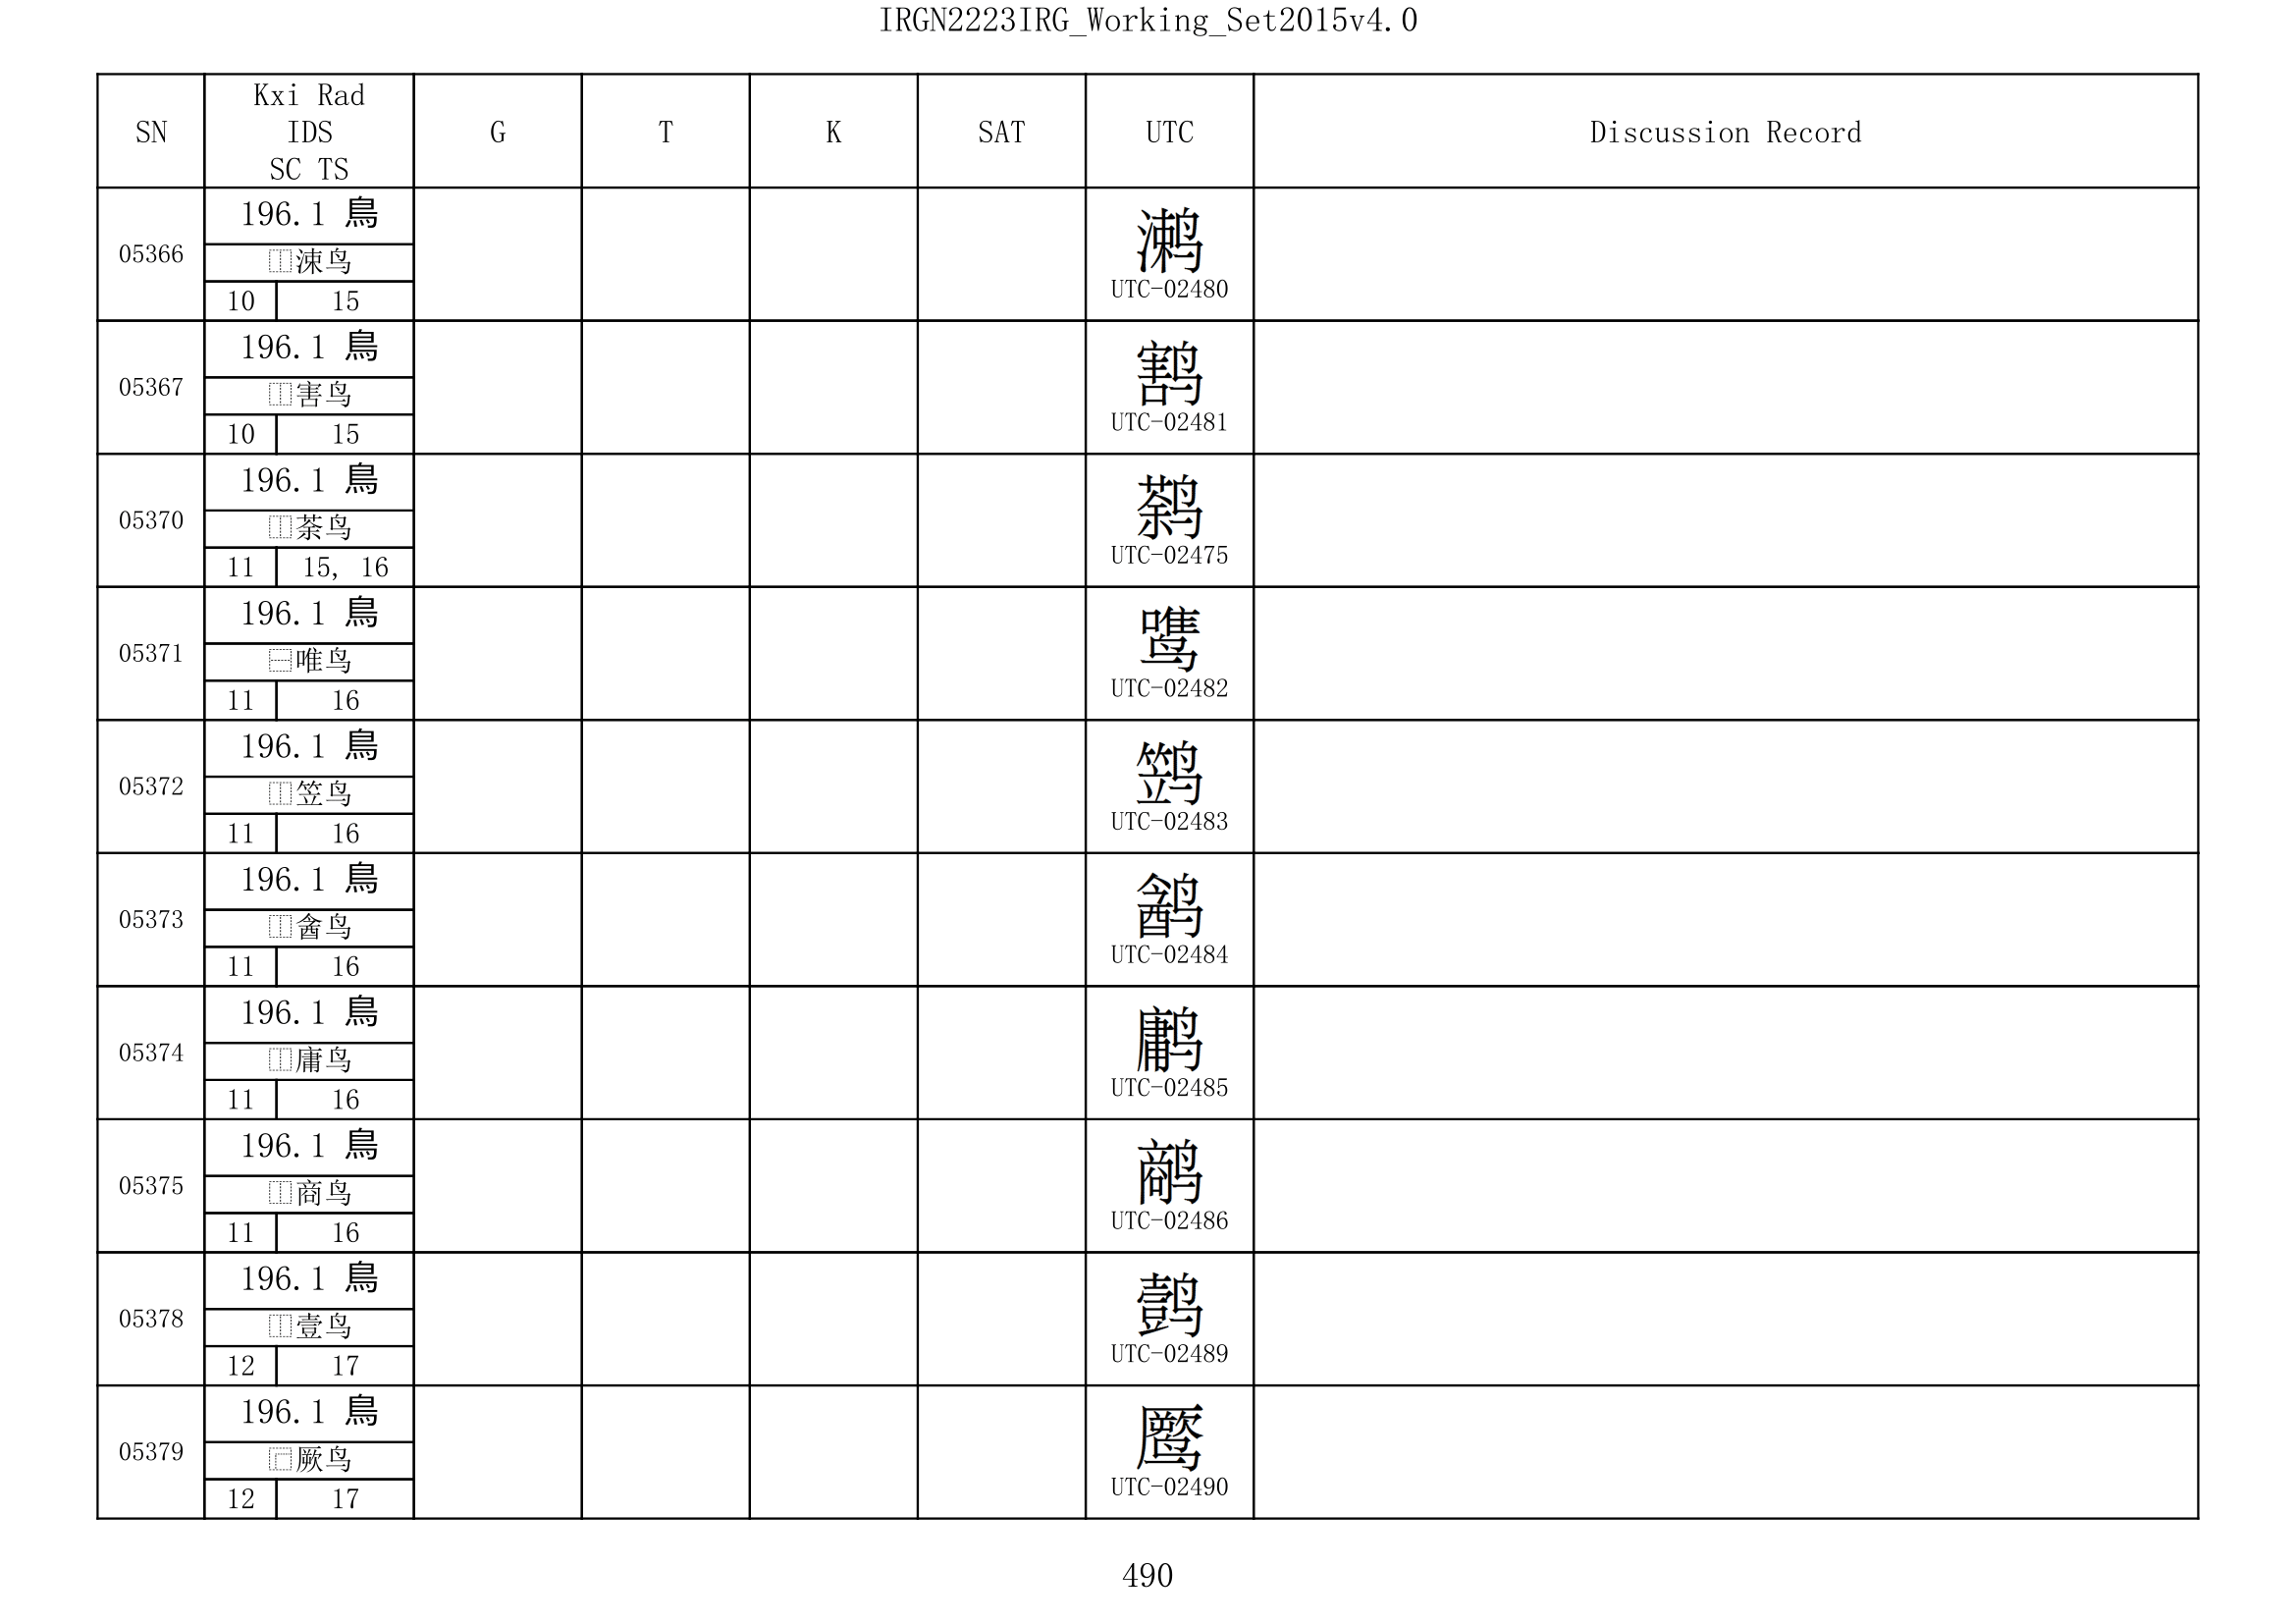 IRGN2223IRG_Working_Set2015v4.0
SN
Kxi Rad
IDS
SC TS
G
T
K
SAT
UTC
Discussion Record
05366
196.1 鳥
⿰涑鸟
10
15
UTC-02480
05367
196.1 鳥
⿰害鸟
10
15
UTC-02481
05370
196.1 鳥
⿰荼鸟
11
15, 16
UTC-02475
05371
196.1 鳥
⿱唯鸟
11
16
UTC-02482
05372
196.1 鳥
⿰笠鸟
11
16
UTC-02483
05373
196.1 鳥
⿰酓鸟
11
16
UTC-02484
05374
196.1 鳥
⿰庸鸟
11
16
UTC-02485
05375
196.1 鳥
⿰商鸟
11
16
UTC-02486
05378
196.1 鳥
⿰壹鸟
12
17
UTC-02489
05379
196.1 鳥
⿸厥鸟
12
17
UTC-02490
490